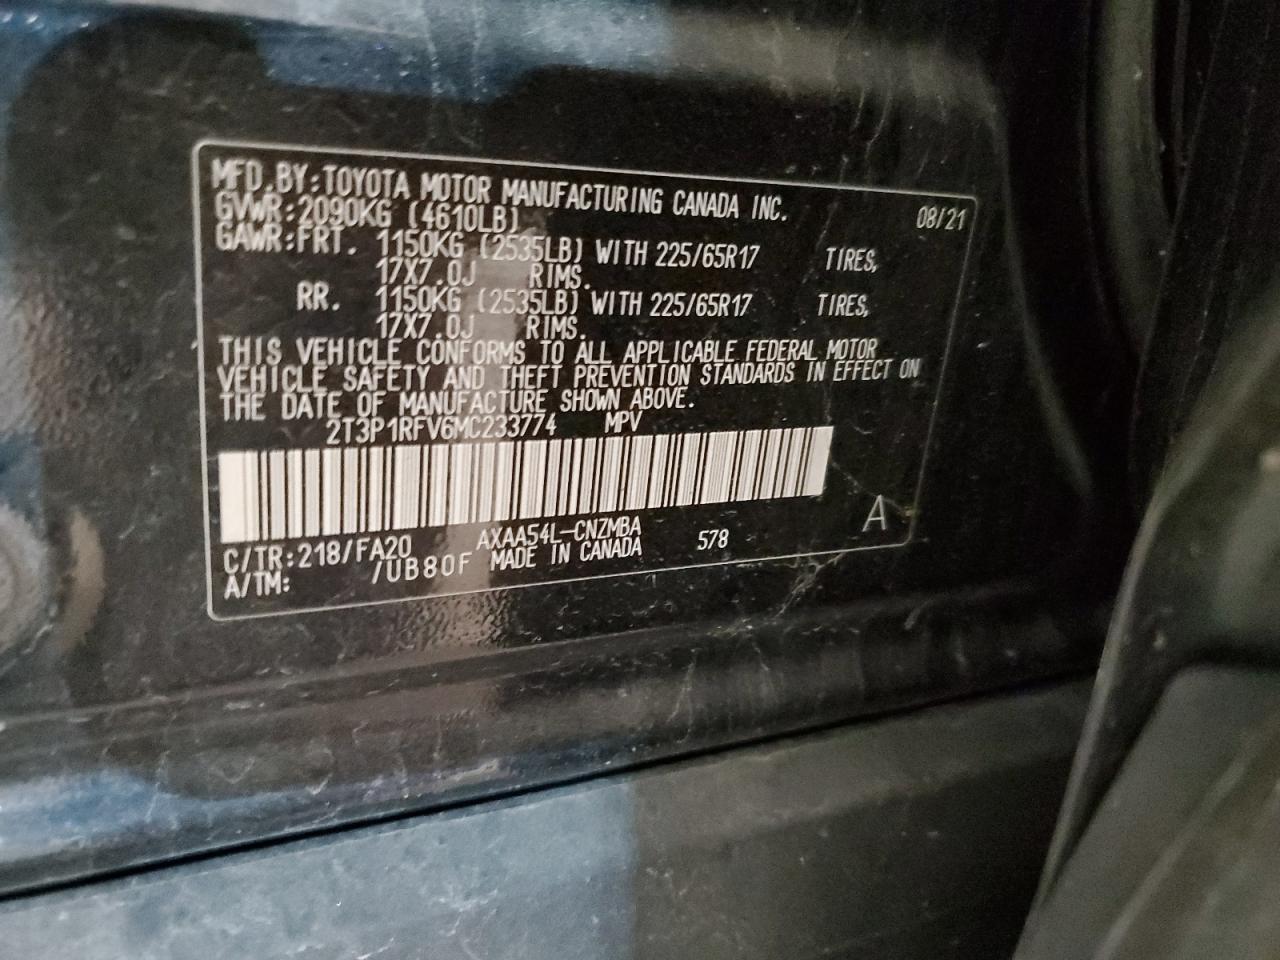 MFD.BY:TOYOTA MOTOR MANUFACTURING CANADA INC.
GVWR:2090KG (4610LB) 08/21
GAWR:FRT. 1150KG (2535LB) WITH 225/65R17 TIRES,
17X7.0J RIMS.
RR. 1150KG (2535LB) WITH 225/65R17 TIRES,
17X7.0J RIMS.
THIS VEHICLE CONFORMS TO ALL APPLICABLE FEDERAL MOTOR
VEHICLE SAFETY AND THEFT PREVENTION STANDARDS IN EFFECT ON
THE DATE OF MANUFACTURE SHOWN ABOVE.
2T3P1RFV6MC233774 MPV
A
C/TR:218/FA20 AXAA54L-CNZMBA 578
A/TM: /UB80F MADE IN CANADA